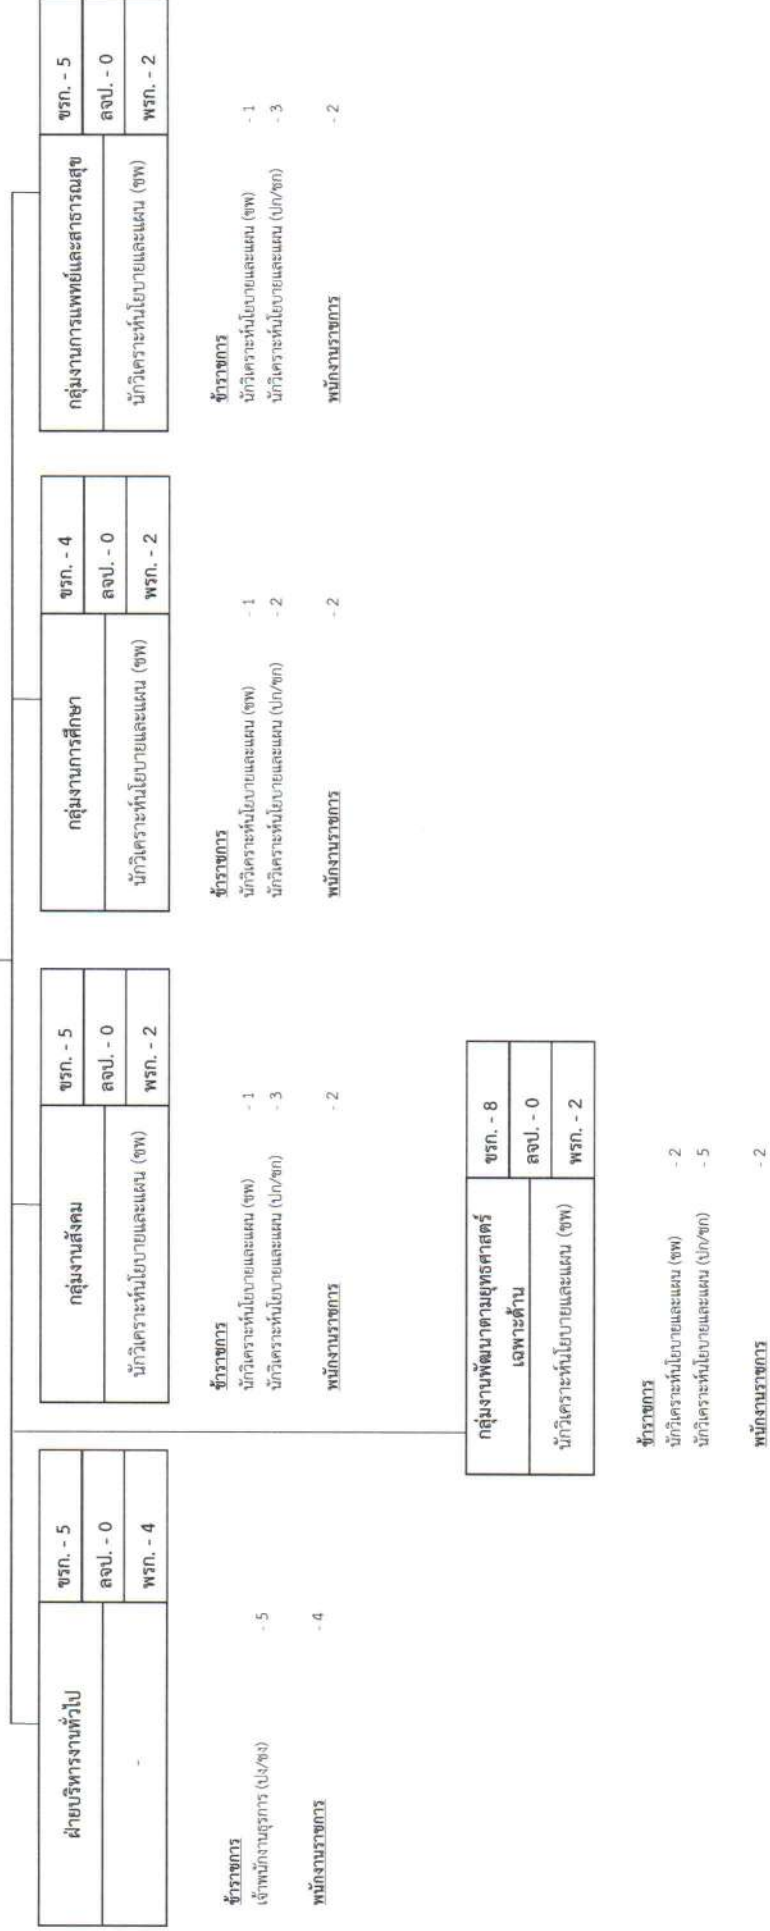 ฝ่ายบริหารงานทั่วไป
ขรก. - 5
ลจป. - 0
-
พรก. - 4
ข้าราชการ
เจ้าพนักงานธุรการ (ปง/ชง) - 5
พนักงานราชการ - 4
กลุ่มงานสังคม
ขรก. - 5
ลจป. - 0
นักวิเคราะห์นโยบายและแผน (ชพ)
พรก. - 2
ข้าราชการ
นักวิเคราะห์นโยบายและแผน (ชพ) - 1
นักวิเคราะห์นโยบายและแผน (ปก/ชก) - 3
พนักงานราชการ - 2
กลุ่มงานการศึกษา
ขรก. - 4
ลจป. - 0
นักวิเคราะห์นโยบายและแผน (ชพ)
พรก. - 2
ข้าราชการ
นักวิเคราะห์นโยบายและแผน (ชพ) - 1
นักวิเคราะห์นโยบายและแผน (ปก/ชก) - 2
พนักงานราชการ - 2
กลุ่มงานการแพทย์และสาธารณสุข
ขรก. - 5
ลจป. - 0
นักวิเคราะห์นโยบายและแผน (ชพ)
พรก. - 2
ข้าราชการ
นักวิเคราะห์นโยบายและแผน (ชพ) - 1
นักวิเคราะห์นโยบายและแผน (ปก/ชก) - 3
พนักงานราชการ - 2
กลุ่มงานพัฒนาตามยุทธศาสตร์
เฉพาะด้าน
ขรก. - 8
ลจป. - 0
นักวิเคราะห์นโยบายและแผน (ชพ)
พรก. - 2
ข้าราชการ
นักวิเคราะห์นโยบายและแผน (ชพ) - 2
นักวิเคราะห์นโยบายและแผน (ปก/ชก) - 5
พนักงานราชการ - 2